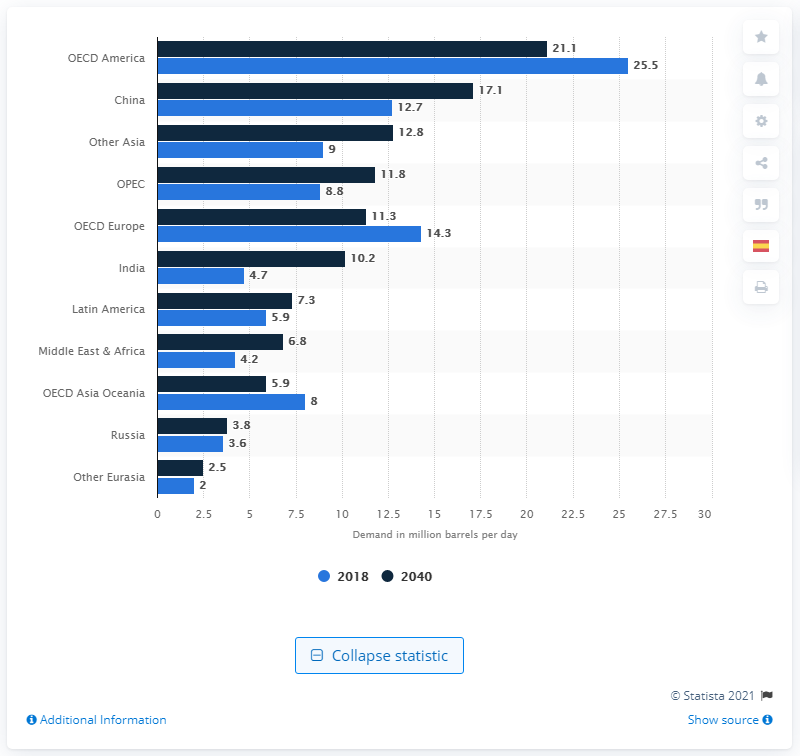 OECD America
21.1
25.5
China
17.1
12.7
Other Asia
12.8
9
OPEC
11.8
8.8
OECD Europe
11.3
14.3
India
10.2
4.7
Latin America
7.3
5.9
Middle East & Africa
6.8
4.2
OECD Asia Oceania
5.9
8
Russia
3.8
3.6
Other Eurasia
2.5
2
0 2.5 5 7.5 10 12.5 15 17.5 20 22.5 25 27.5 30
Demand in million barrels per day
2018 2040
Collapse statistic
© Statista 2021
Additional Information
Show source